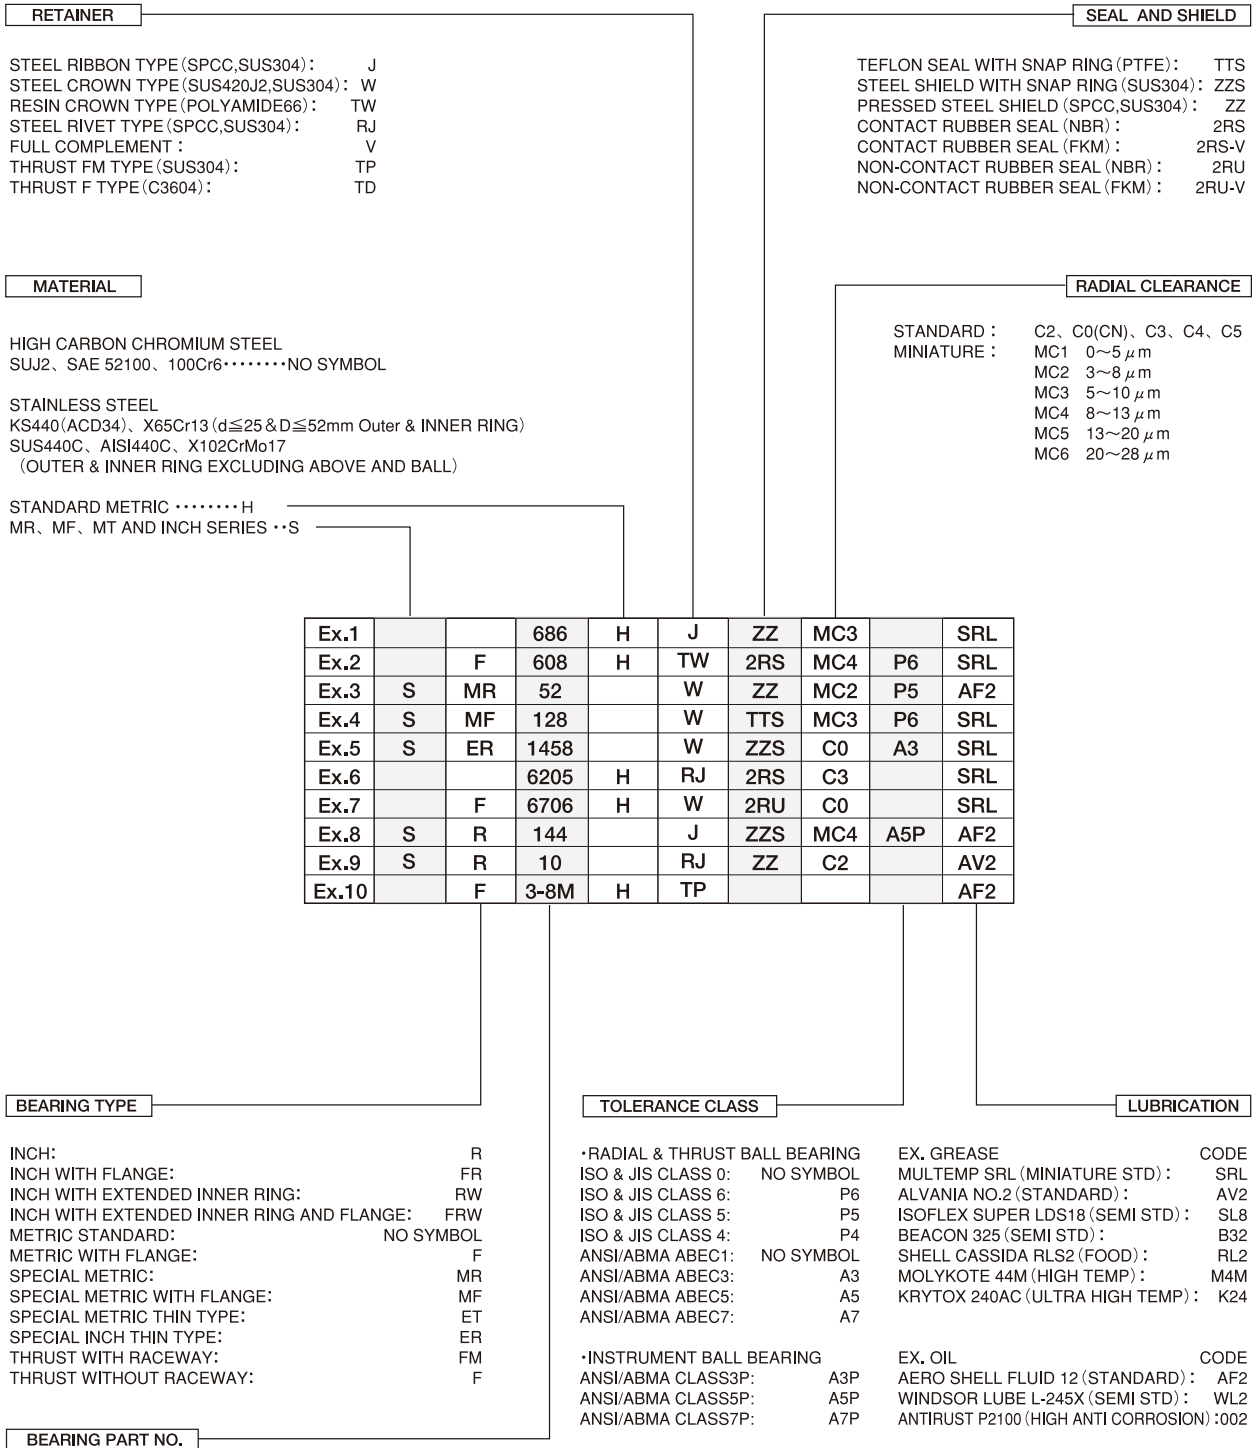 RETAINER
STEEL RIBBON TYPE(SPCC,SUS304): J
STEEL CROWN TYPE(SUS420J2,SUS304): W
RESIN CROWN TYPE(POLYAMIDE66): TW
STEEL RIVET TYPE(SPCC,SUS304): RJ
FULL COMPLEMENT: V
THRUST FM TYPE(SUS304): TP
THRUST F TYPE(C3604): TD
SEAL AND SHIELD
TEFLON SEAL WITH SNAP RING(PTFE): TTS
STEEL SHIELD WITH SNAP RING(SUS304): ZZS
PRESSED STEEL SHIELD(SPCC,SUS304): ZZ
CONTACT RUBBER SEAL(NBR): 2RS
CONTACT RUBBER SEAL(FKM): 2RS-V
NON-CONTACT RUBBER SEAL(NBR): 2RU
NON-CONTACT RUBBER SEAL(FKM): 2RU-V
MATERIAL
HIGH CARBON CHROMIUM STEEL
SUJ2、SAE 52100、100Cr6········NO SYMBOL
STAINLESS STEEL
KS440(ACD34)、X65Cr13(d≦25&D≦52mm Outer & INNER RING)
SUS440C、AISI440C、X102CrMo17
(OUTER & INNER RING EXCLUDING ABOVE AND BALL)
STANDARD METRIC ········H
MR、MF、MT AND INCH SERIES ··S
RADIAL CLEARANCE
STANDARD: C2、C0(CN)、C3、C4、C5
MINIATURE: MC1 0～5μm
MC2 3～8μm
MC3 5～10μm
MC4 8～13μm
MC5 13～20μm
MC6 20～28μm
Ex.1 686 H J ZZ MC3 SRL
Ex.2 F 608 H TW 2RS MC4 P6 SRL
Ex.3 S MR 52 W ZZ MC2 P5 AF2
Ex.4 S MF 128 W TTS MC3 P6 SRL
Ex.5 S ER 1458 W ZZS C0 A3 SRL
Ex.6 6205 H RJ 2RS C3 SRL
Ex.7 F 6706 H W 2RU C0 SRL
Ex.8 S R 144 J ZZS MC4 A5P AF2
Ex.9 S R 10 RJ ZZ C2 AV2
Ex.10 F 3-8M H TP AF2
BEARING TYPE
INCH: R
INCH WITH FLANGE: FR
INCH WITH EXTENDED INNER RING: RW
INCH WITH EXTENDED INNER RING AND FLANGE: FRW
METRIC STANDARD: NO SYMBOL
METRIC WITH FLANGE: F
SPECIAL METRIC: MR
SPECIAL METRIC WITH FLANGE: MF
SPECIAL METRIC THIN TYPE: ET
SPECIAL INCH THIN TYPE: ER
THRUST WITH RACEWAY: FM
THRUST WITHOUT RACEWAY: F
BEARING PART NO.
TOLERANCE CLASS
·RADIAL & THRUST BALL BEARING
ISO & JIS CLASS 0: NO SYMBOL
ISO & JIS CLASS 6: P6
ISO & JIS CLASS 5: P5
ISO & JIS CLASS 4: P4
ANSI/ABMA ABEC1: NO SYMBOL
ANSI/ABMA ABEC3: A3
ANSI/ABMA ABEC5: A5
ANSI/ABMA ABEC7: A7
·INSTRUMENT BALL BEARING
ANSI/ABMA CLASS3P: A3P
ANSI/ABMA CLASS5P: A5P
ANSI/ABMA CLASS7P: A7P
LUBRICATION
EX. GREASE CODE
MULTEMP SRL(MINIATURE STD): SRL
ALVANIA NO.2(STANDARD): AV2
ISOFLEX SUPER LDS18(SEMI STD): SL8
BEACON 325(SEMI STD): B32
SHELL CASSIDA RLS2(FOOD): RL2
MOLYKOTE 44M(HIGH TEMP): M4M
KRYTOX 240AC(ULTRA HIGH TEMP): K24
EX. OIL CODE
AERO SHELL FLUID 12(STANDARD): AF2
WINDSOR LUBE L-245X(SEMI STD): WL2
ANTIRUST P2100(HIGH ANTI CORROSION):002